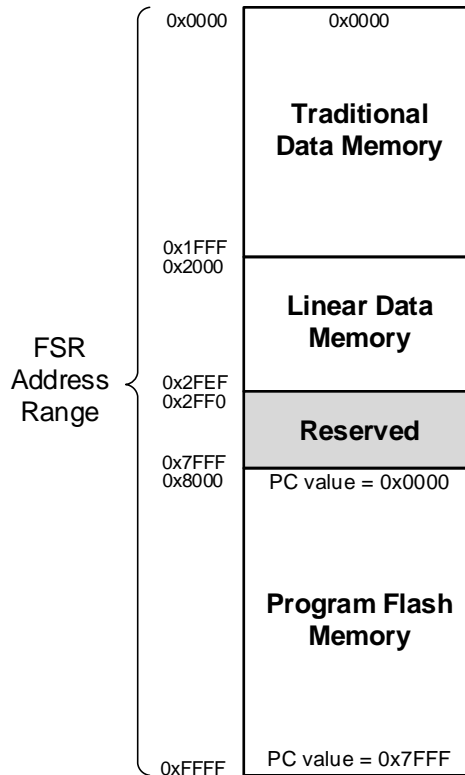 0x0000
0x0000
Traditional
Data Memory
0x1FFF
0x2000
Linear Data
Memory
FSR
Address
Range
0x2FEF
0x2FF0
Reserved
0x7FFF
0x8000
PC value = 0x0000
Program Flash
Memory
0xFFFF
PC value = 0x7FFF